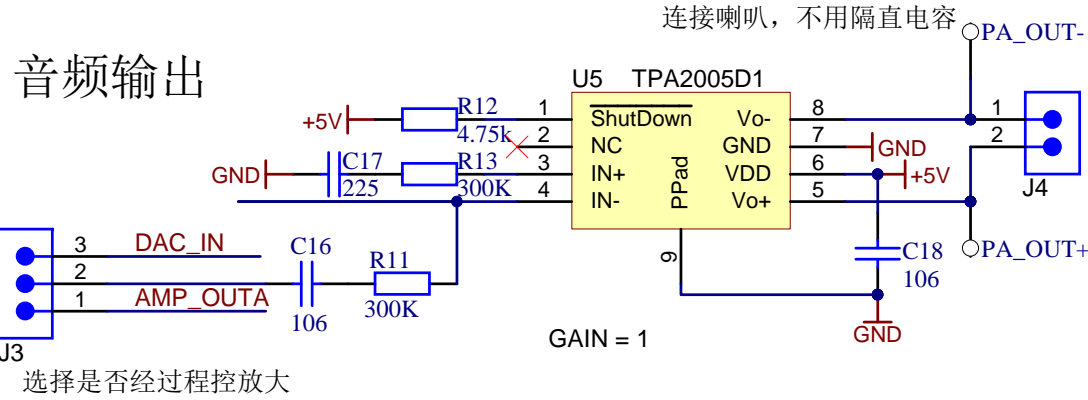 连接喇叭，不用隔直电容
PA_OUT-
音频输出
U5 TPA2005D1
+5V
R12
4.75k
1 ShutDown Vo- 8
2 NC GND 7
3 IN+ VDD 6
4 IN- Vo+ 5
PPad
9
GND
C17
225
R13
300K
GND
+5V
1
2
J4
PA_OUT+
C18
106
GND
3 DAC_IN
2
1 AMP_OUTA
C16
106
R11
300K
J3
GAIN = 1
选择是否经过程控放大